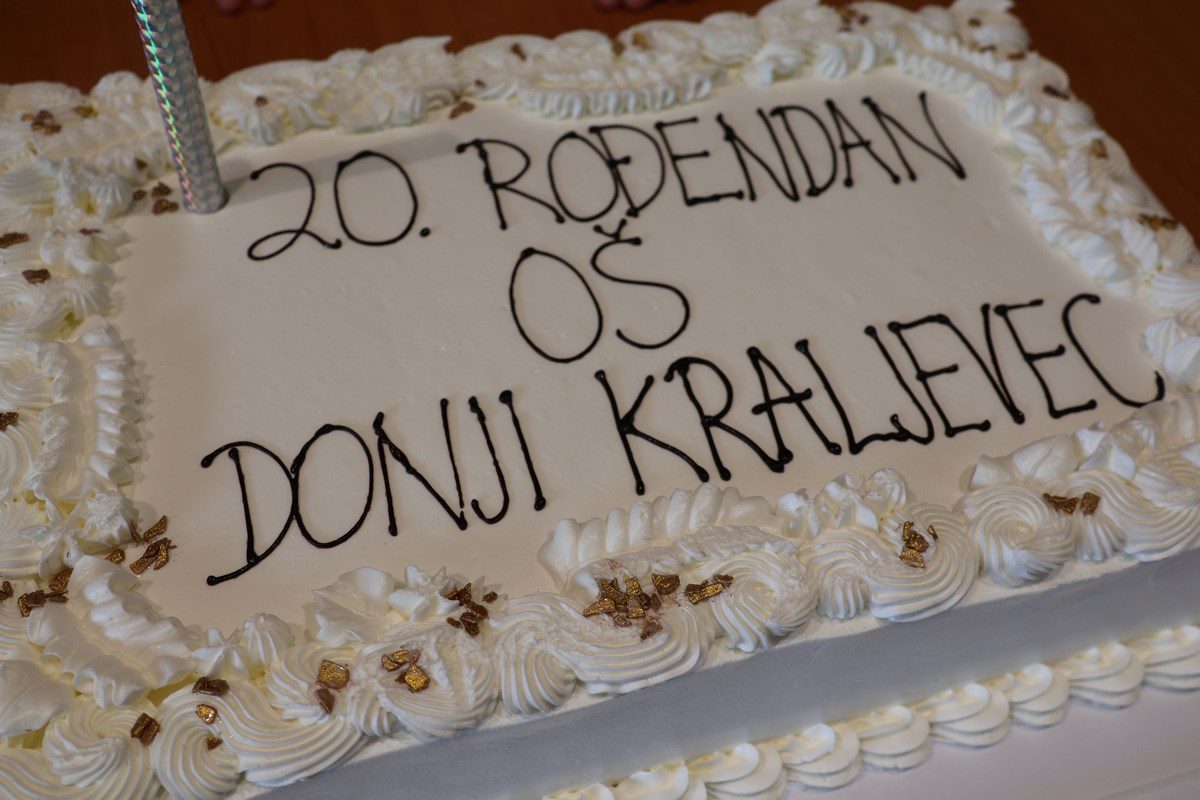 20. ROĐENDAN
OŠ
DONJI KRALJEVEC